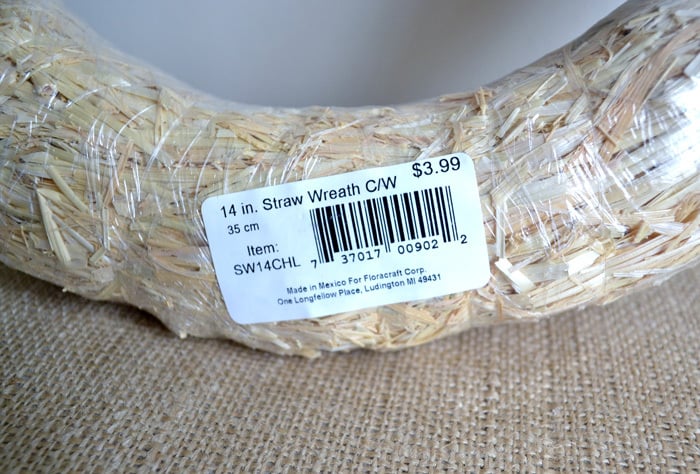 $3.99
14 in. Straw Wreath C/W
35 cm
Item:
SW14CHL
7 37017 00902 2
Made in Mexico For Floracraft Corp.
One Longfellow Place, Ludington MI 49431